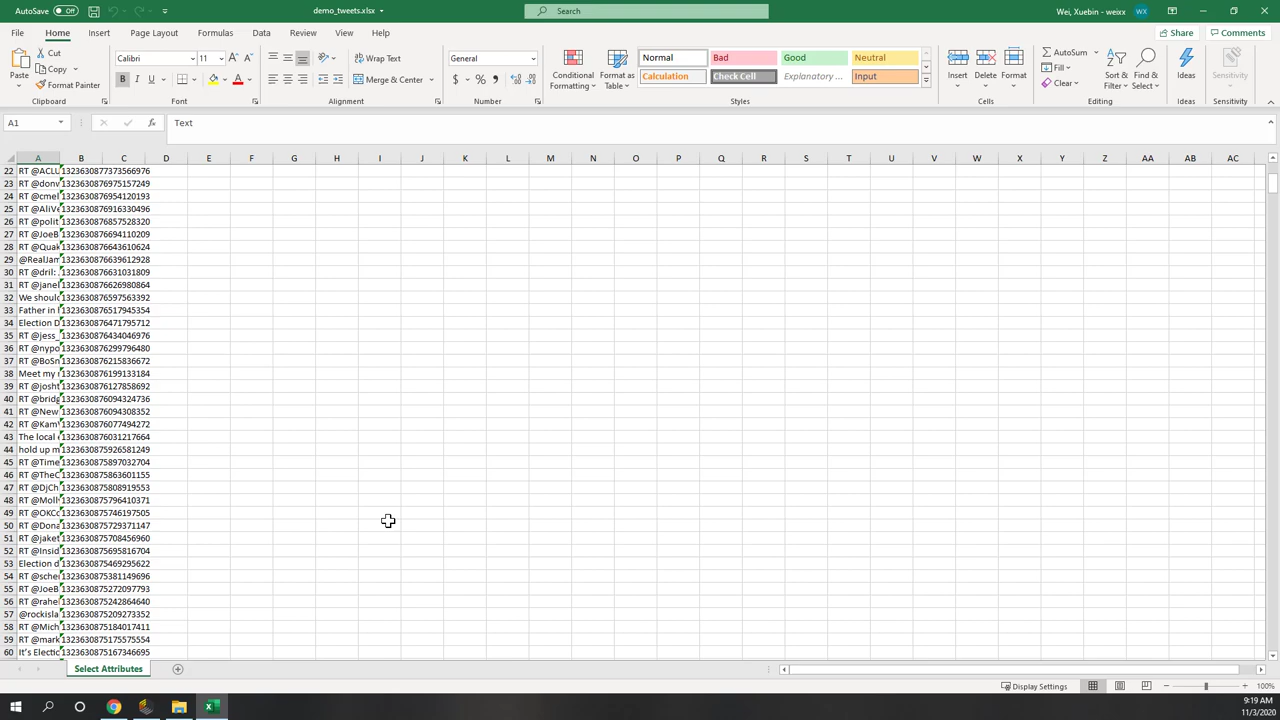 AutoSave Off demo_tweets.xlsx Search Wei, Xuebin - weixx WX
File Home Insert Page Layout Formulas Data Review View Help Share Comments
Paste Cut Copy Format Painter Clipboard
Calibri 11 B I U Font
Wrap Text Merge & Center Alignment
General $ % Number
Conditional Formatting Format as Table
Normal Bad Good Neutral
Calculation Check Cell Explanatory ... Input
Styles
Insert Delete Format Cells
AutoSum Fill Clear Sort & Filter Find & Select Editing
Ideas Ideas
Sensitivity Sensitivity
A1 fx Text
A B C D E F G H I J K L M N O P Q R S T U V W X Y Z AA AB AC
22 RT @ACLU 1323630877373566976
23 RT @donv 1323630876975157249
24 RT @cmel 1323630876954120193
25 RT @AliVe 1323630876916330496
26 RT @polit 1323630876857528320
27 RT @JoeB 1323630876694110209
28 RT @Quak 1323630876643610624
29 @RealJam 1323630876639612928
30 RT @dril: 1323630876631031809
31 RT @janel 1323630876626980864
32 We should 1323630876597563392
33 Father in 1323630876517945354
34 Election D 1323630876471795712
35 RT @jess_ 1323630876434046976
36 RT @nypo 1323630876299796480
37 RT @BoSn 1323630876215836672
38 Meet my 1323630876199133184
39 RT @josht 1323630876127858692
40 RT @bridg 1323630876094324736
41 RT @New 1323630876094308352
42 RT @Kam 1323630876077494272
43 The local 1323630876031217664
44 hold up m 1323630875926581249
45 RT @Time 1323630875897032704
46 RT @TheC 1323630875863601155
47 RT @DjCh 1323630875808919553
48 RT @Moll 1323630875796410371
49 RT @OKCo 1323630875746197505
50 RT @Dona 1323630875729371147
51 RT @jaket 1323630875708456960
52 RT @Insid 1323630875695816704
53 Election d 1323630875469295622
54 RT @sche 1323630875381149696
55 RT @JoeB 1323630875272097793
56 RT @rahe 1323630875242864640
57 @rockisla 1323630875209273352
58 RT @Mich 1323630875184017411
59 RT @mark 1323630875175575554
60 It's Electic 1323630875167346695
Select Attributes
Display Settings 100%
9:19 AM
11/3/2020